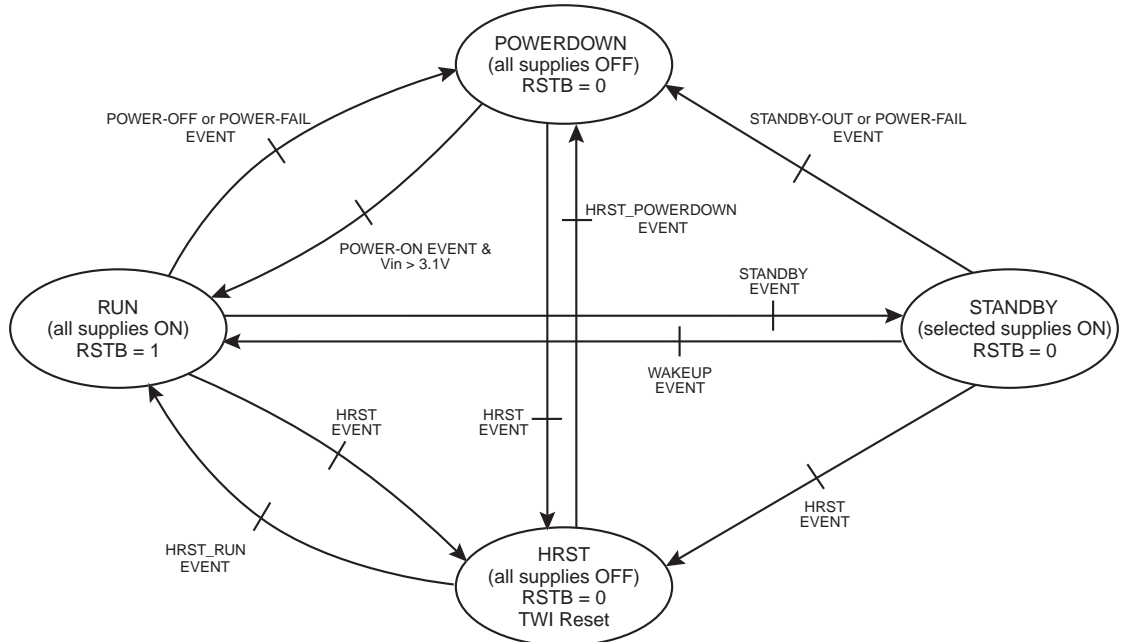 POWERDOWN
(all supplies OFF)
RSTB = 0
POWER-OFF or POWER-FAIL
EVENT
STANDBY-OUT or POWER-FAIL
EVENT
HRST_POWERDOWN
EVENT
POWER-ON EVENT &
Vin > 3.1V
STANDBY
EVENT
RUN
(all supplies ON)
RSTB = 1
STANDBY
(selected supplies ON)
RSTB = 0
WAKEUP
EVENT
HRST
EVENT
HRST
EVENT
HRST
EVENT
HRST_RUN
EVENT
HRST
(all supplies OFF)
RSTB = 0
TWI Reset